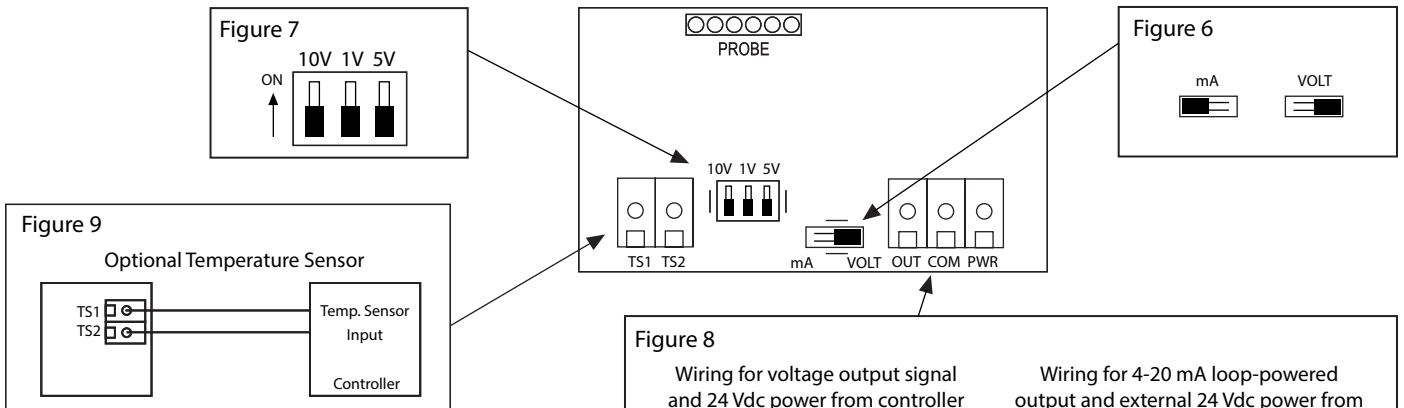 Figure 7
10V 1V 5V
ON
PROBE
Figure 6
mA VOLT
10V 1V 5V
TS1 TS2
mA VOLT OUT COM PWR
Figure 9
Optional Temperature Sensor
TS1
TS2
Temp. Sensor
Input
Controller
Figure 8
Wiring for voltage output signal
and 24 Vdc power from controller
Wiring for 4-20 mA loop-powered
output and external 24 Vdc power from